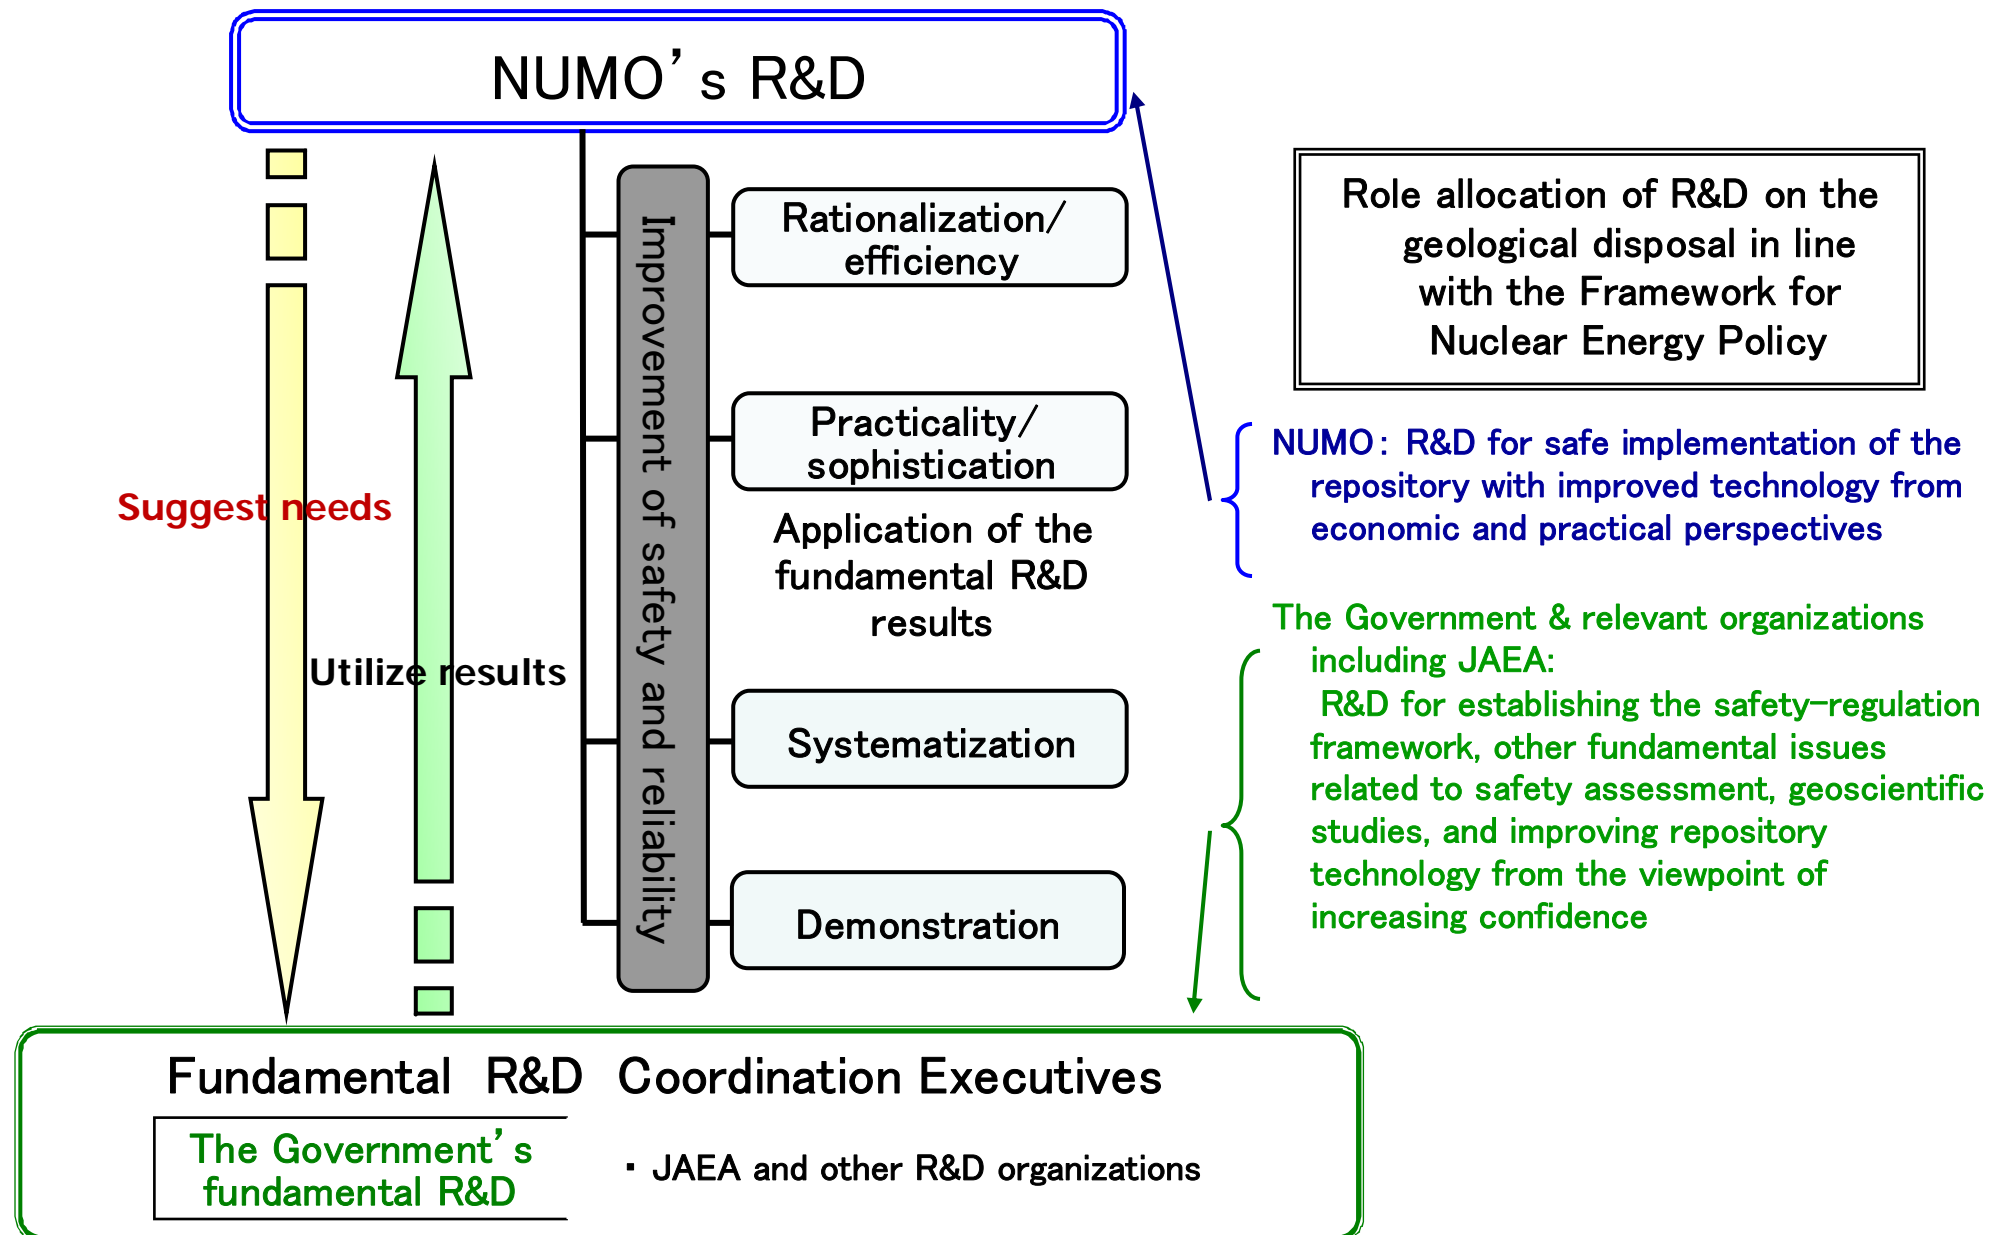 NUMO’s R&D
Improvement of safety and reliability
Rationalization/
efficiency
Practicality/
sophistication
Application of the
fundamental R&D
results
Systematization
Demonstration
Suggest needs
Utilize results
Role allocation of R&D on the
geological disposal in line
with the Framework for
Nuclear Energy Policy
NUMO: R&D for safe implementation of the
repository with improved technology from
economic and practical perspectives
The Government & relevant organizations
including JAEA:
R&D for establishing the safety-regulation
framework, other fundamental issues
related to safety assessment, geoscientific
studies, and improving repository
technology from the viewpoint of
increasing confidence
Fundamental R&D Coordination Executives
The Government’s
fundamental R&D
・JAEA and other R&D organizations